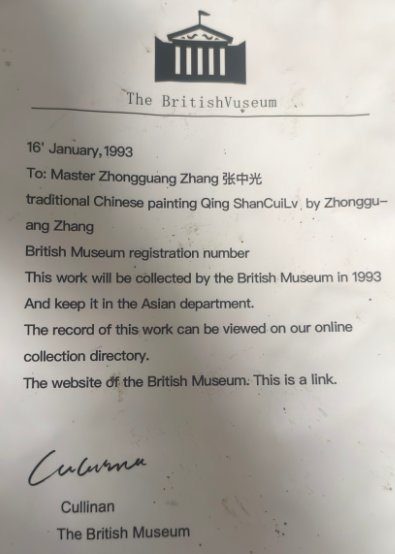 The BritishVuseum
16' January,1993
To: Master Zhongguang Zhang 张中光
traditional Chinese painting Qing ShanCuiLv, by Zhonggu-
ang Zhang
British Museum registration number
This work will be collected by the British Museum in 1993
And keep it in the Asian department.
The record of this work can be viewed on our online
collection directory.
The website of the British Museum. This is a link.
Cullinan
The British Museum